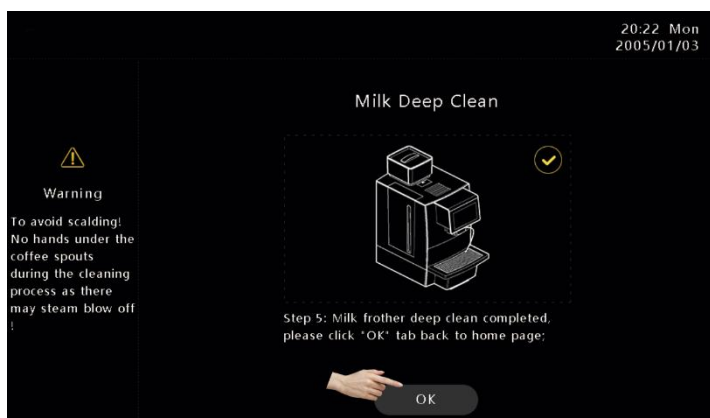 20:22 Mon
2005/01/03
Milk Deep Clean
Warning
To avoid scalding!
No hands under the
coffee spouts
during the cleaning
process as there
may steam blow off
!
Step 5: Milk frother deep clean completed,
please click "OK" tab back to home page;
OK